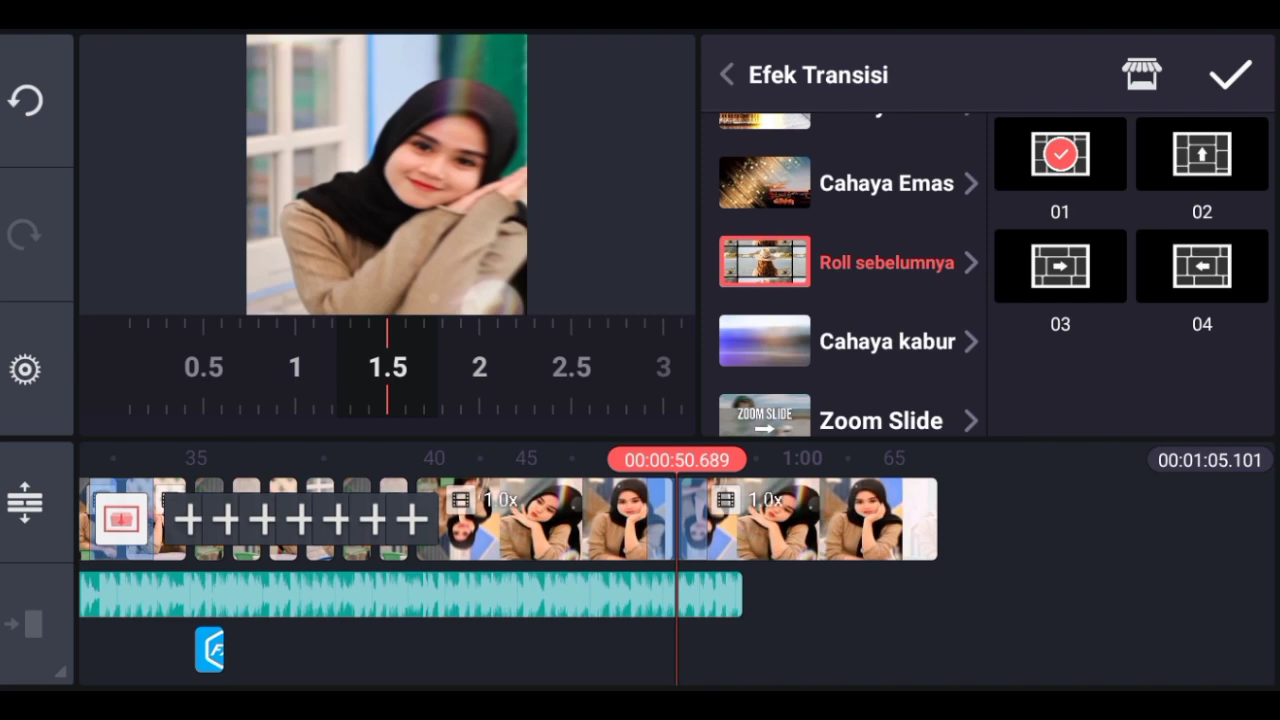 Efek Transisi
Cahaya Emas
01
02
Roll sebelumnya
03
04
Cahaya kabur
ZOOM SLIDE
Zoom Slide
0.5 1 1.5 2 2.5 3
35 40 45 00:00:50.689 1:00 65 00:01:05.101
1.0x
1.0x